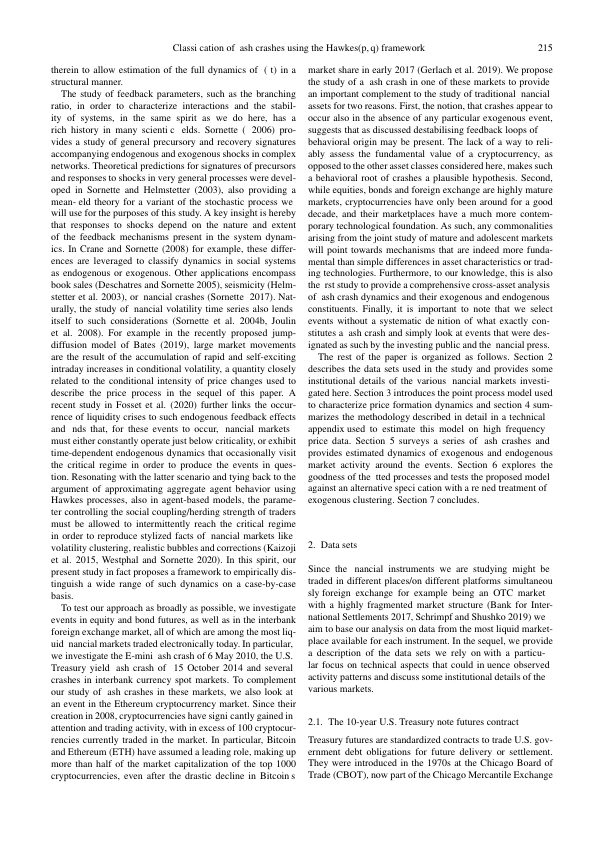 Classi cation of ash crashes using the Hawkes(p, q) framework 215
therein to allow estimation of the full dynamics of ( t) in a
structural manner.
The study of feedback parameters, such as the branching
ratio, in order to characterize interactions and the stabil-
ity of systems, in the same spirit as we do here, has a
rich history in many scienti c elds. Sornette ( 2006) pro-
vides a study of general precursory and recovery signatures
accompanying endogenous and exogenous shocks in complex
networks. Theoretical predictions for signatures of precursors
and responses to shocks in very general processes were devel-
oped in Sornette and Helmstetter (2003), also providing a
mean- eld theory for a variant of the stochastic process we
will use for the purposes of this study. A key insight is hereby
that responses to shocks depend on the nature and extent
of the feedback mechanisms present in the system dynam-
ics. In Crane and Sornette (2008) for example, these differ-
ences are leveraged to classify dynamics in social systems
as endogenous or exogenous. Other applications encompass
book sales (Deschatres and Sornette 2005), seismicity (Helm-
stetter et al. 2003), or nancial crashes (Sornette 2017). Nat-
urally, the study of nancial volatility time series also lends
itself to such considerations (Sornette et al. 2004b, Joulin
et al. 2008). For example in the recently proposed jump-
diffusion model of Bates (2019), large market movements
are the result of the accumulation of rapid and self-exciting
intraday increases in conditional volatility, a quantity closely
related to the conditional intensity of price changes used to
describe the price process in the sequel of this paper. A
recent study in Fosset et al. (2020) further links the occur-
rence of liquidity crises to such endogenous feedback effects
and nds that, for these events to occur, nancial markets
must either constantly operate just below criticality, or exhibit
time-dependent endogenous dynamics that occasionally visit
the critical regime in order to produce the events in ques-
tion. Resonating with the latter scenario and tying back to the
argument of approximating aggregate agent behavior using
Hawkes processes, also in agent-based models, the parame-
ter controlling the social coupling/herding strength of traders
must be allowed to intermittently reach the critical regime
in order to reproduce stylized facts of nancial markets like
volatility clustering, realistic bubbles and corrections (Kaizoji
et al. 2015, Westphal and Sornette 2020). In this spirit, our
present study in fact proposes a framework to empirically dis-
tinguish a wide range of such dynamics on a case-by-case
basis.
To test our approach as broadly as possible, we investigate
events in equity and bond futures, as well as in the interbank
foreign exchange market, all of which are among the most liq-
uid nancial markets traded electronically today. In particular,
we investigate the E-mini ash crash of 6 May 2010, the U.S.
Treasury yield ash crash of 15 October 2014 and several
crashes in interbank currency spot markets. To complement
our study of ash crashes in these markets, we also look at
an event in the Ethereum cryptocurrency market. Since their
creation in 2008, cryptocurrencies have signi cantly gained in
attention and trading activity, with in excess of 100 cryptocur-
rencies currently traded in the market. In particular, Bitcoin
and Ethereum (ETH) have assumed a leading role, making up
more than half of the market capitalization of the top 1000
cryptocurrencies, even after the drastic decline in Bitcoin s
market share in early 2017 (Gerlach et al. 2019). We propose
the study of a ash crash in one of these markets to provide
an important complement to the study of traditional nancial
assets for two reasons. First, the notion, that crashes appear to
occur also in the absence of any particular exogenous event,
suggests that as discussed destabilising feedback loops of
behavioral origin may be present. The lack of a way to reli-
ably assess the fundamental value of a cryptocurrency, as
opposed to the other asset classes considered here, makes such
a behavioral root of crashes a plausible hypothesis. Second,
while equities, bonds and foreign exchange are highly mature
markets, cryptocurrencies have only been around for a good
decade, and their marketplaces have a much more contem-
porary technological foundation. As such, any commonalities
arising from the joint study of mature and adolescent markets
will point towards mechanisms that are indeed more funda-
mental than simple differences in asset characteristics or trad-
ing technologies. Furthermore, to our knowledge, this is also
the rst study to provide a comprehensive cross-asset analysis
of ash crash dynamics and their exogenous and endogenous
constituents. Finally, it is important to note that we select
events without a systematic de nition of what exactly con-
stitutes a ash crash and simply look at events that were des-
ignated as such by the investing public and the nancial press.
The rest of the paper is organized as follows. Section 2
describes the data sets used in the study and provides some
institutional details of the various nancial markets investi-
gated here. Section 3 introduces the point process model used
to characterize price formation dynamics and section 4 sum-
marizes the methodology described in detail in a technical
appendix used to estimate this model on high frequency
price data. Section 5 surveys a series of ash crashes and
provides estimated dynamics of exogenous and endogenous
market activity around the events. Section 6 explores the
goodness of the tted processes and tests the proposed model
against an alternative speci cation with a re ned treatment of
exogenous clustering. Section 7 concludes.
2. Data sets
Since the nancial instruments we are studying might be
traded in different places/on different platforms simultaneou
sly foreign exchange for example being an OTC market
with a highly fragmented market structure (Bank for Inter-
national Settlements 2017, Schrimpf and Shushko 2019) we
aim to base our analysis on data from the most liquid market-
place available for each instrument. In the sequel, we provide
a description of the data sets we rely on with a particu-
lar focus on technical aspects that could in uence observed
activity patterns and discuss some institutional details of the
various markets.
2.1. The 10-year U.S. Treasury note futures contract
Treasury futures are standardized contracts to trade U.S. gov-
ernment debt obligations for future delivery or settlement.
They were introduced in the 1970s at the Chicago Board of
Trade (CBOT), now part of the Chicago Mercantile Exchange